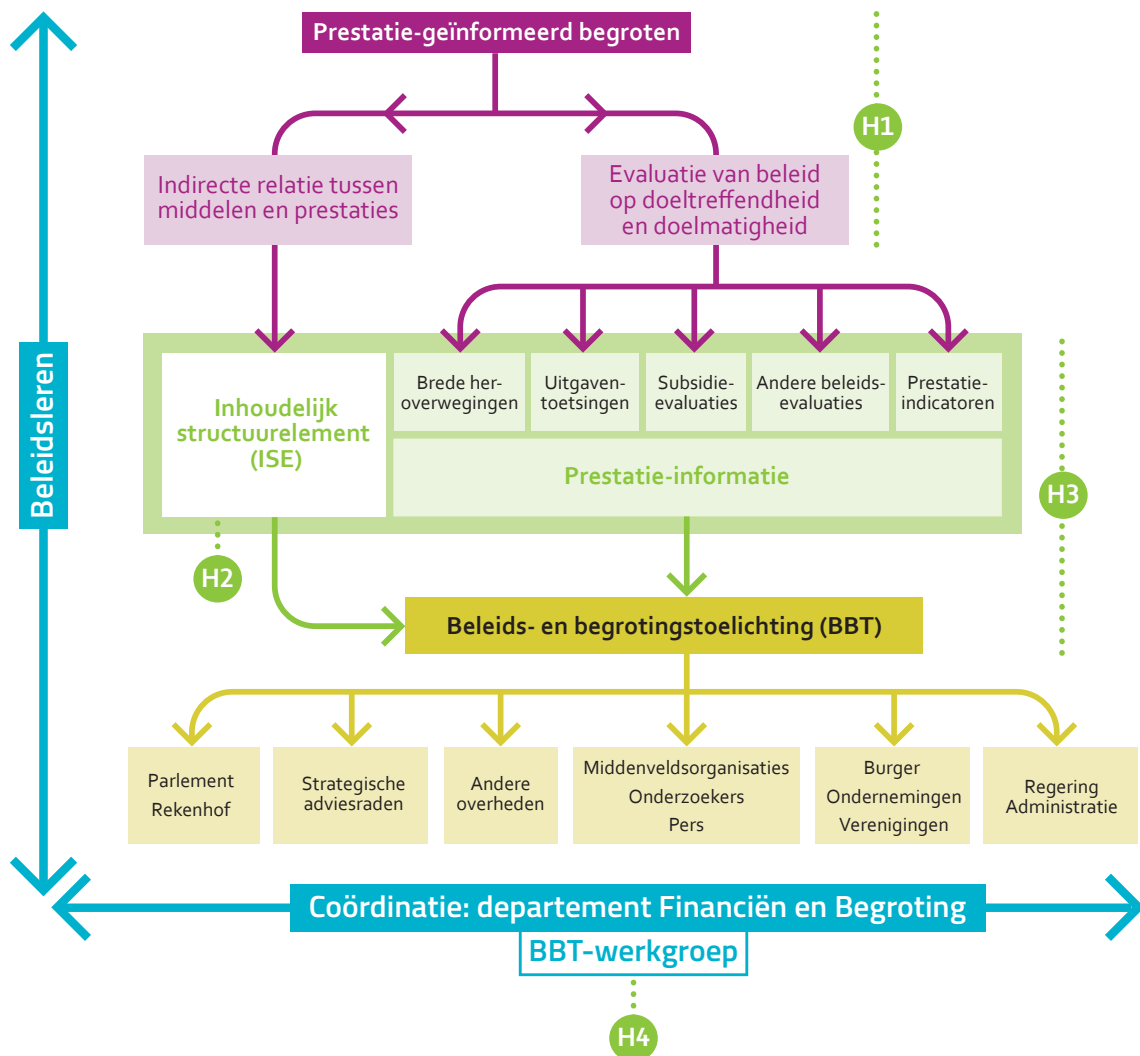 Prestatie-geïnformeerd begroten
H1
Indirecte relatie tussen
middelen en prestaties
Evaluatie van beleid
op doeltreffendheid
en doelmatigheid
Beleidsleren
Inhoudelijk
structuurelement
(ISE)
Brede her-
overwegingen
Uitgaven-
toetsingen
Subsidie-
evaluaties
Andere beleids-
evaluaties
Prestatie-
indicatoren
Prestatie-informatie
H3
H2
Beleids- en begrotingstoelichting (BBT)
Parlement
Rekenhof
Strategische
adviesraden
Andere
overheden
Middenveldsorganisaties
Onderzoekers
Pers
Burger
Ondernemingen
Verenigingen
Regering
Administratie
Coördinatie: departement Financiën en Begroting
BBT-werkgroep
H4